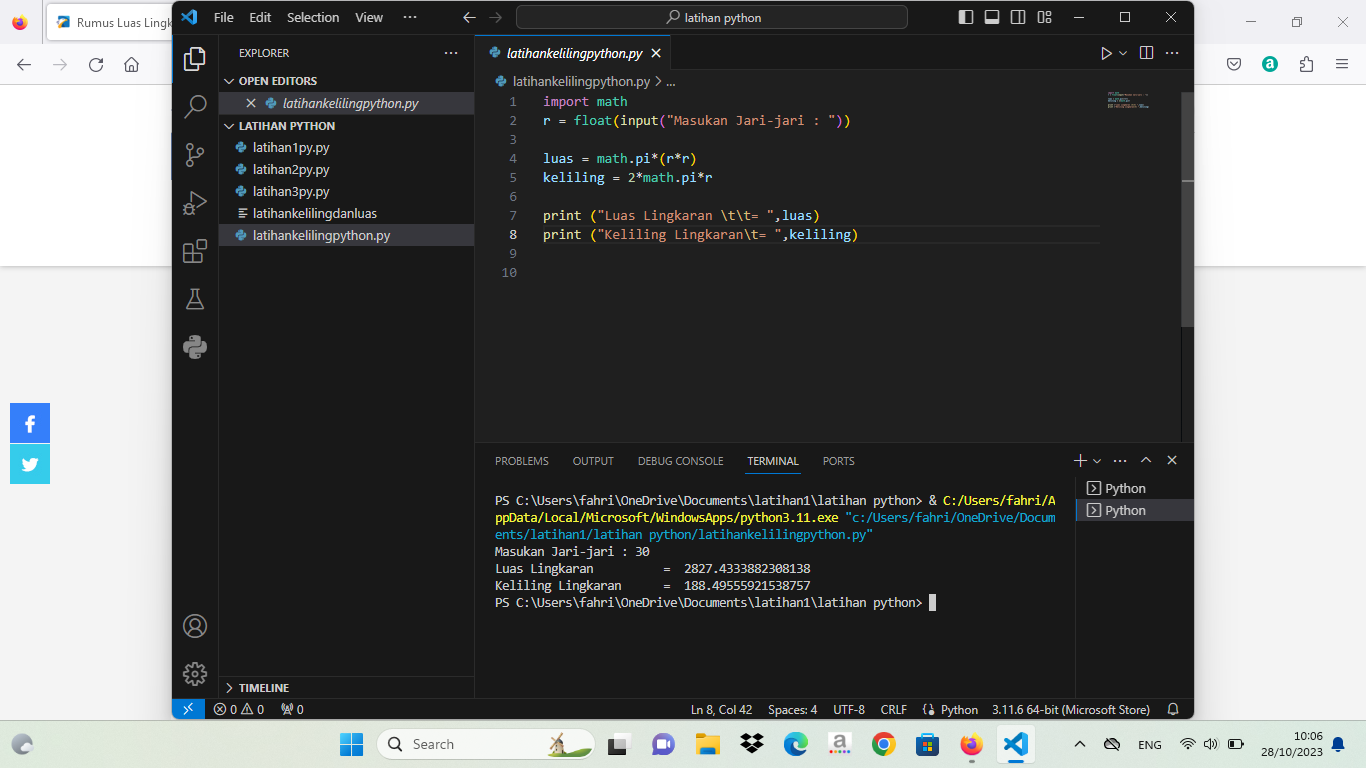 Rumus Luas Lingk
File Edit Selection View ··· latihan python
EXPLORER ···
OPEN EDITORS
latihankelilingpython.py
LATIHAN PYTHON
latihan1py.py
latihan2py.py
latihan3py.py
latihankelilingdanluas
latihankelilingpython.py
TIMELINE
latihankelilingpython.py
latihankelilingpython.py > ...
1 import math
2 r = float(input("Masukan Jari-jari : "))
3
4 luas = math.pi*(r*r)
5 keliling = 2*math.pi*r
6
7 print ("Luas Lingkaran \t\t= ",luas)
8 print ("Keliling Lingkaran\t= ",keliling)
9
10
PROBLEMS OUTPUT DEBUG CONSOLE TERMINAL PORTS
PS C:\Users\fahri\OneDrive\Documents\latihan1\latihan python> & C:/Users/fahri/A
ppData/Local/Microsoft/WindowsApps/python3.11.exe "c:/Users/fahri/OneDrive/Docum
ents/latihan1/latihan python/latihankelilingpython.py"
Masukan Jari-jari : 30
Luas Lingkaran = 2827.4333882308138
Keliling Lingkaran = 188.49555921538757
PS C:\Users\fahri\OneDrive\Documents\latihan1\latihan python>
Python
Python
0 0 0 Ln 8, Col 42 Spaces: 4 UTF-8 CRLF Python 3.11.6 64-bit (Microsoft Store)
Search
ENG
10:06
28/10/2023